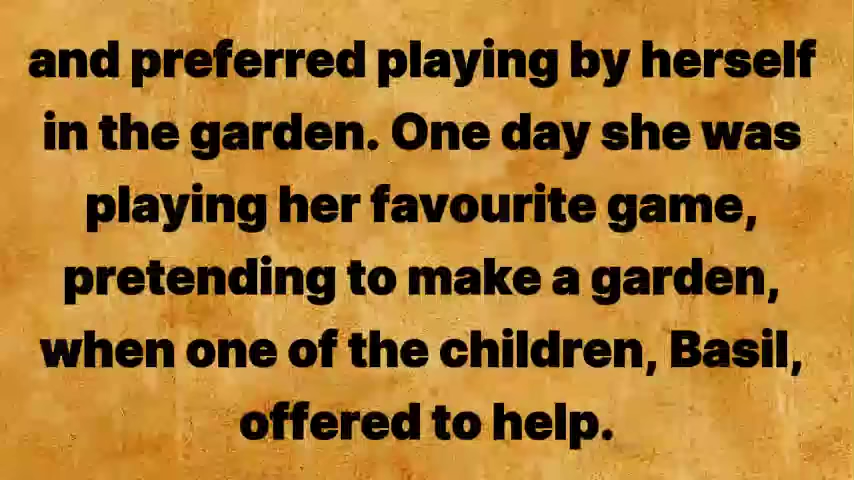 and preferred playing by herself
in the garden. One day she was
playing her favourite game,
pretending to make a garden,
when one of the children, Basil,
offered to help.